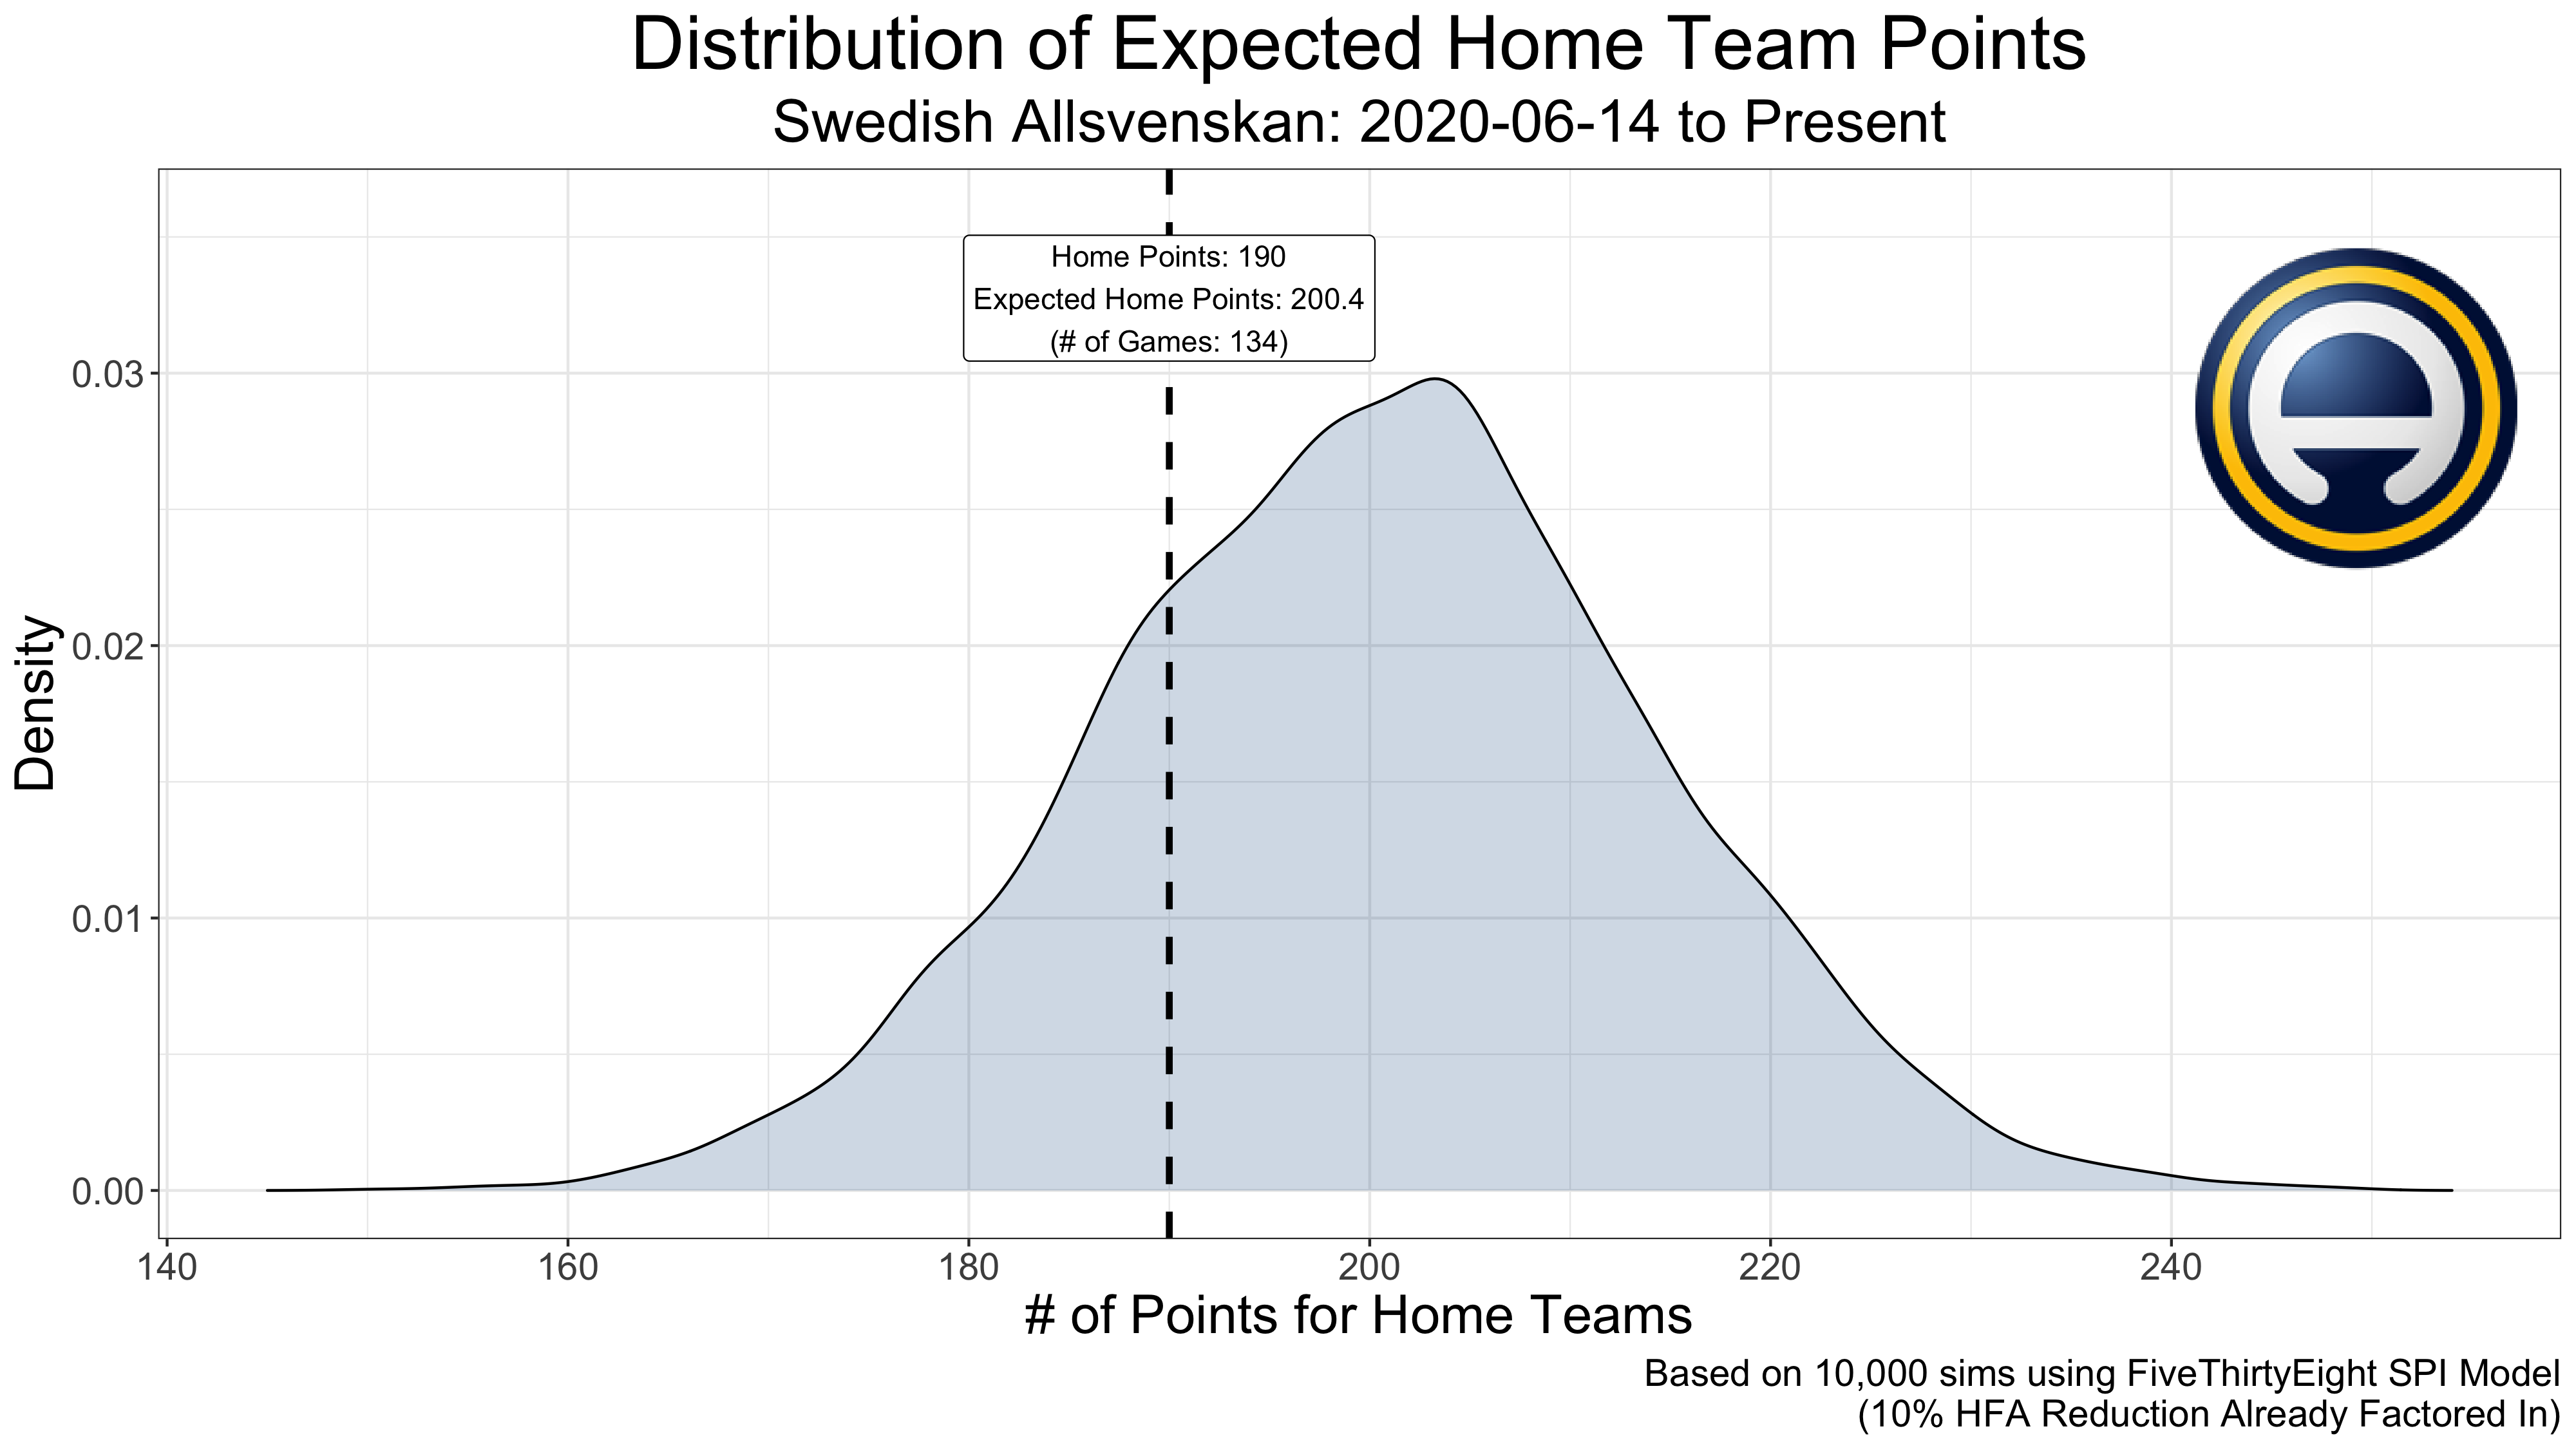 Distribution of Expected Home Team Points
Swedish Allsvenskan: 2020-06-14 to Present
Home Points: 190
Expected Home Points: 200.4
(# of Games: 134)
Density
0.03
0.02
0.01
0.00
140 160 180 200 220 240
# of Points for Home Teams
Based on 10,000 sims using FiveThirtyEight SPI Model
(10% HFA Reduction Already Factored In)